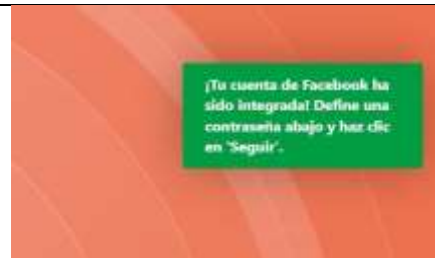 ¡Tu cuenta de Facebook ha
sido integrada! Define una
contraseña abajo y haz clic
en 'Seguir'.